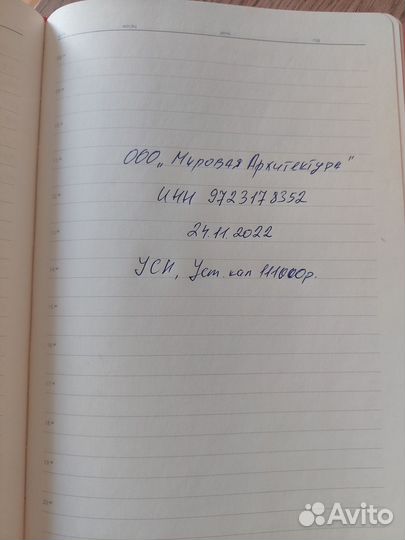 ООО „Мировая Архитектура"
ИНН 9723178352
24.11.2022
УСН, Уст кап 111000р.
Avito